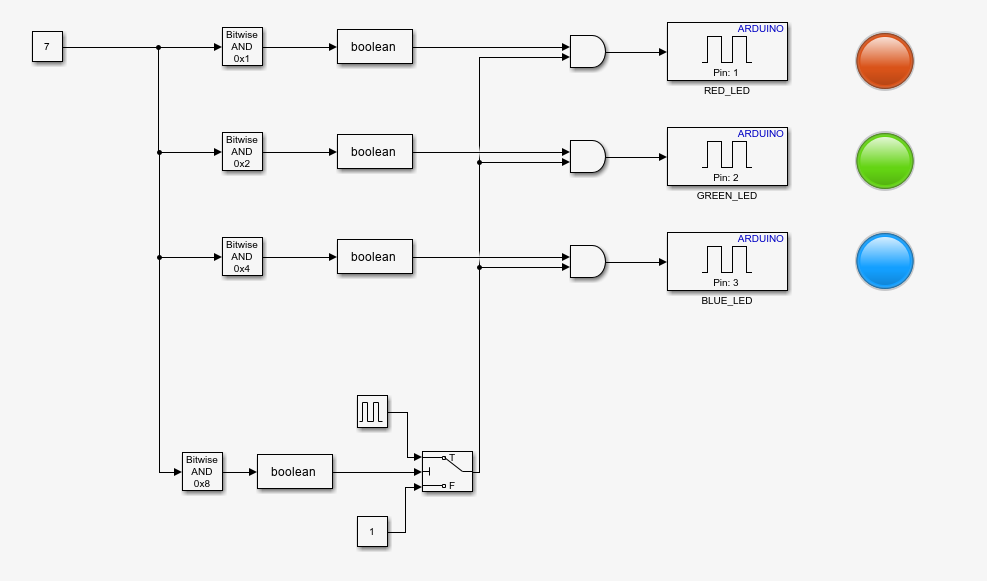 7
Bitwise
AND
0x1
boolean
ARDUINO
Pin: 1
RED_LED
Bitwise
AND
0x2
boolean
ARDUINO
Pin: 2
GREEN_LED
Bitwise
AND
0x4
boolean
ARDUINO
Pin: 3
BLUE_LED
Bitwise
AND
0x8
boolean
T
F
1